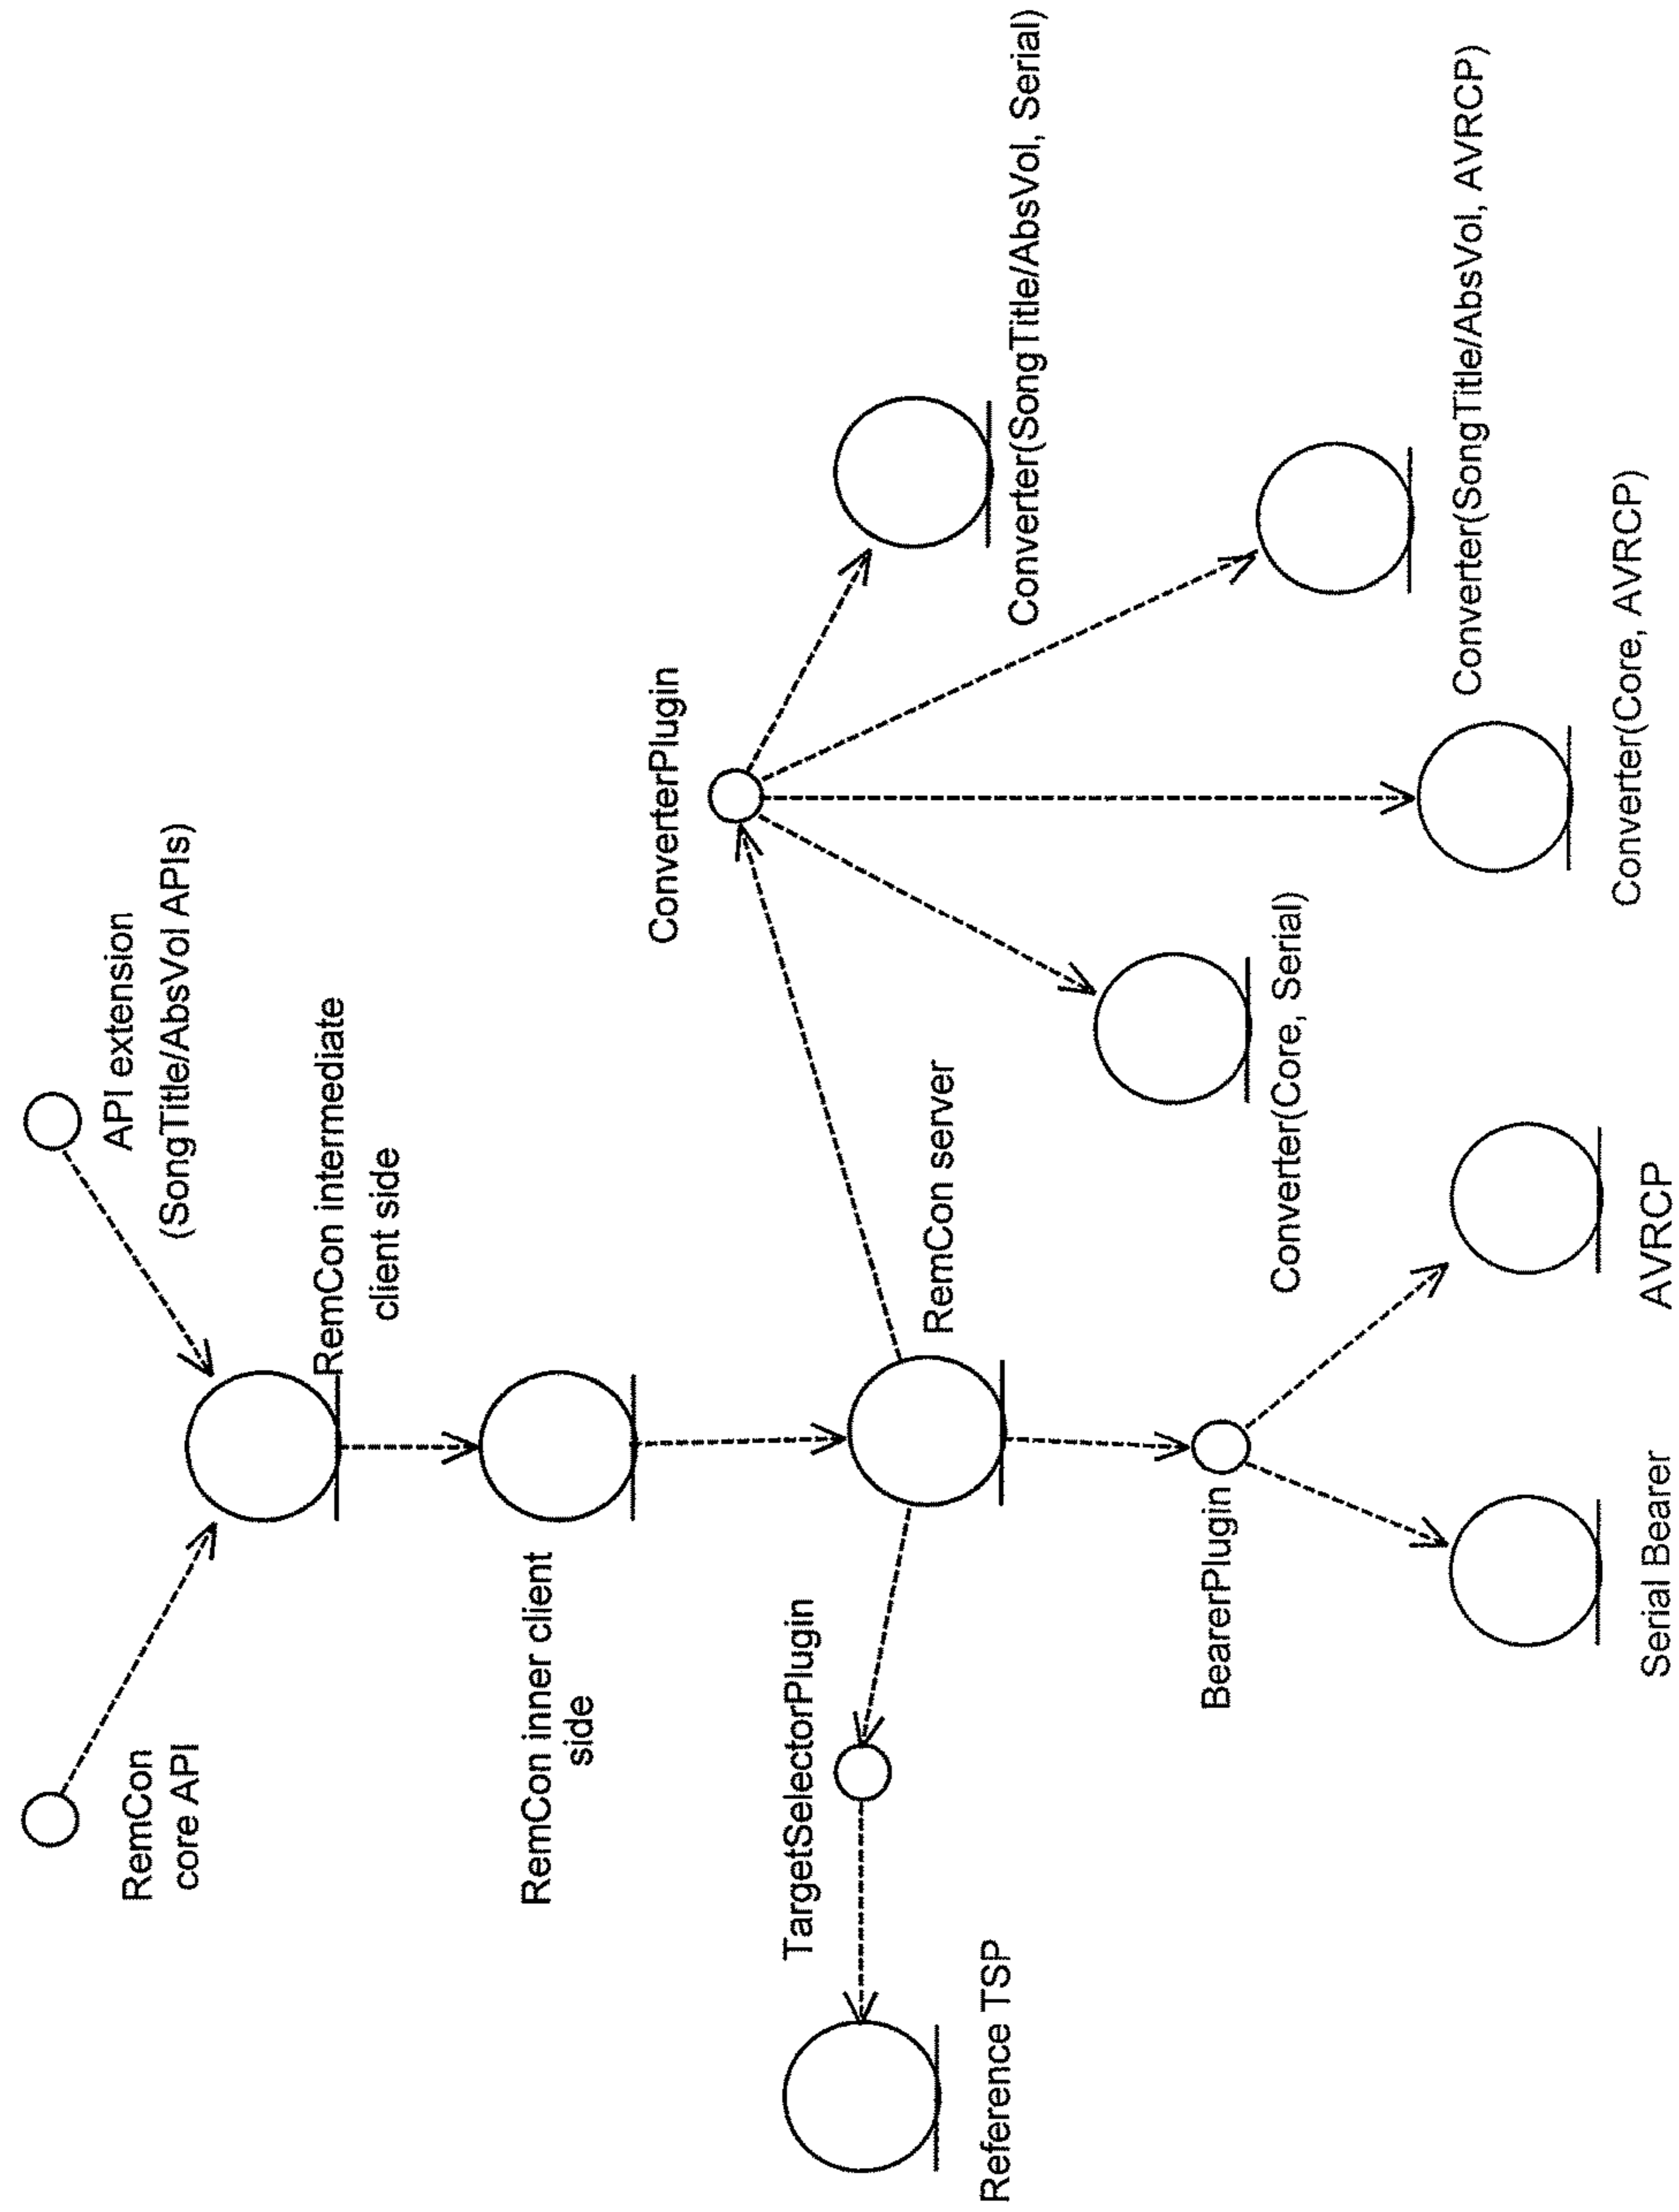 RemCon
core API
API extension
(SongTitle/AbsVol APIs)
RemCon intermediate
client side
RemCon inner client
side
ConverterPlugin
TargetSelectorPlugin
RemCon server
Reference TSP
Converter(SongTitle/AbsVol, Serial)
BearerPlugin
Converter(Core, Serial)
Converter(SongTitle/AbsVol, AVRCP)
Converter(Core, AVRCP)
Serial Bearer
AVRCP